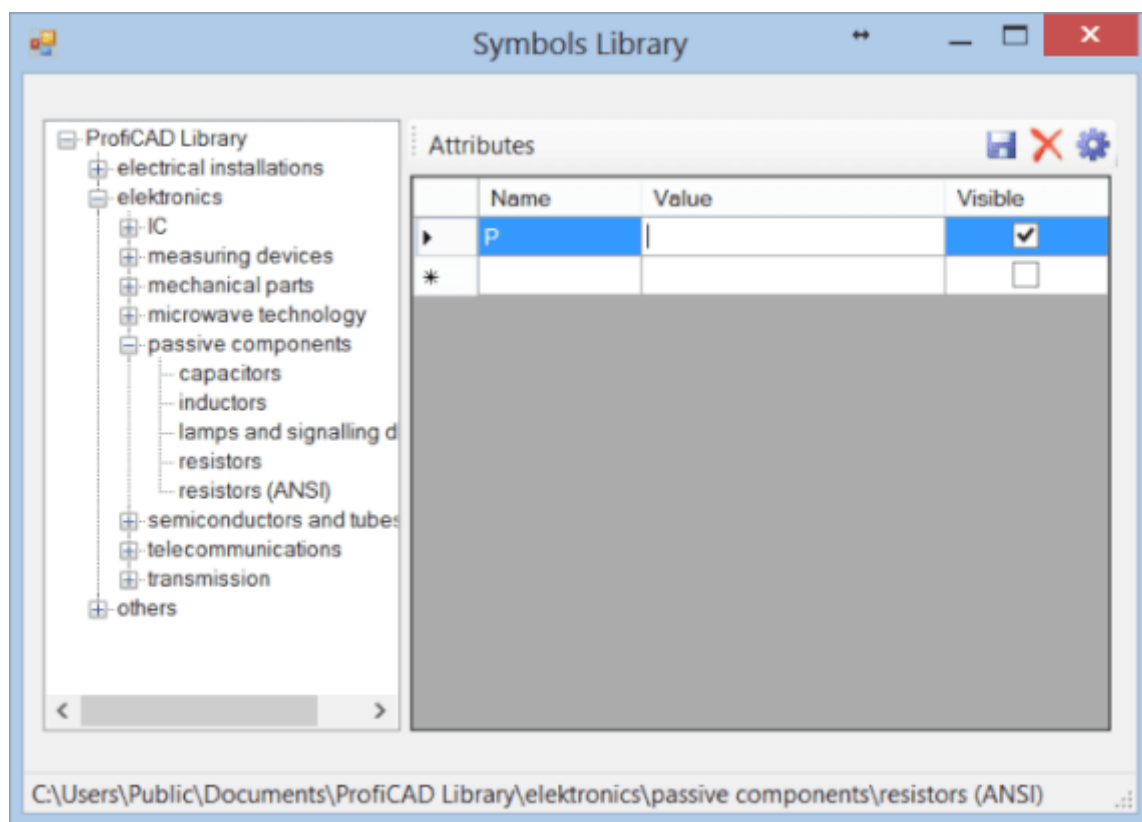 Symbols Library
ProfiCAD Library
electrical installations
elektronics
IC
measuring devices
mechanical parts
microwave technology
passive components
capacitors
inductors
lamps and signalling d
resistors
resistors (ANSI)
semiconductors and tubes
telecommunications
transmission
others
Attributes
Name Value Visible
P
C:\Users\Public\Documents\ProfiCAD Library\elektronics\passive components\resistors (ANSI)